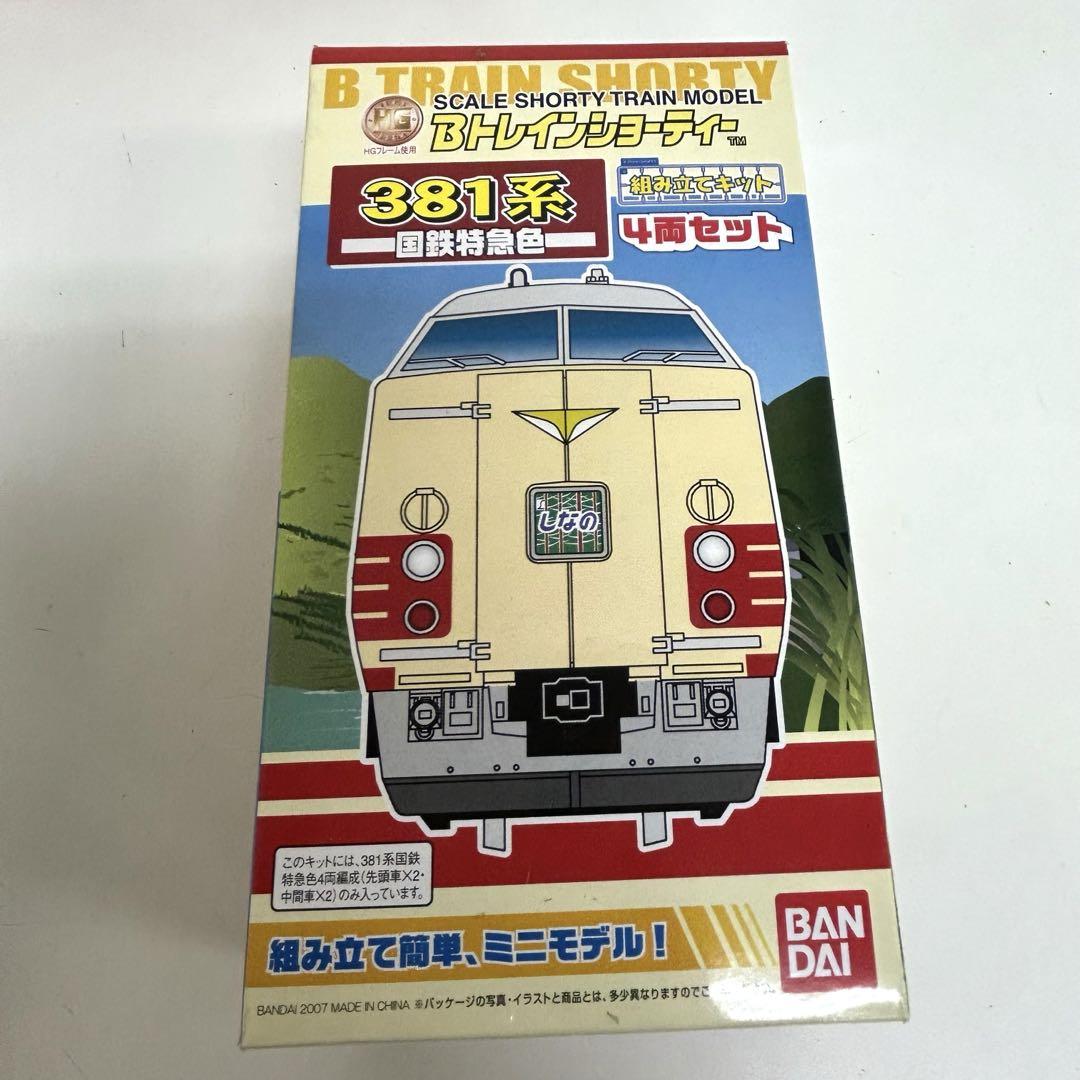 B TRAIN SHORTY
SCALE SHORTY TRAIN MODEL
HG
HGフレーム使用
Bトレインショーティー™
381系
国鉄特急色
組み立てキット
4両セット
しなの
このキットには、381系国鉄
特急色4両編成(先頭車×2・
中間車×2)のみ入っています。
組み立て簡単、ミニモデル!
BAN
DAI
BANDAI 2007 MADE IN CHINA ※パッケージの写真・イラストと商品とは、多少異なりますのでご